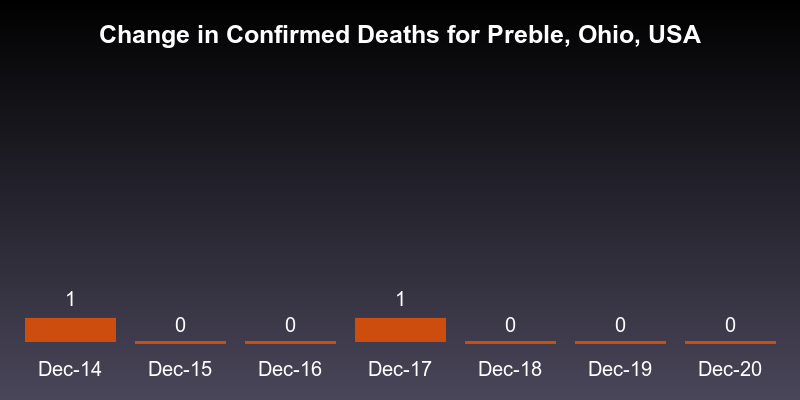 Change in Confirmed Deaths for Preble, Ohio, USA
1 0 0 1 0 0 0
Dec-14 Dec-15 Dec-16 Dec-17 Dec-18 Dec-19 Dec-20